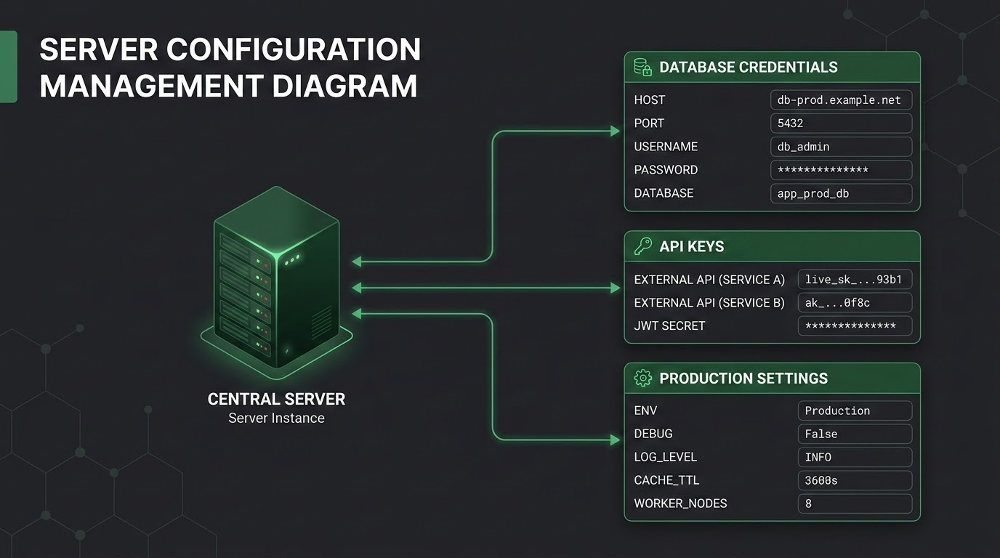 SERVER CONFIGURATION
MANAGEMENT DIAGRAM
CENTRAL SERVER
Server Instance
DATABASE CREDENTIALS
HOST db-prod.example.net
PORT 5432
USERNAME db_admin
PASSWORD **************
DATABASE app_prod_db
API KEYS
EXTERNAL API (SERVICE A) live_sk_...93b1
EXTERNAL API (SERVICE B) ak_...0f8c
JWT SECRET **************
PRODUCTION SETTINGS
ENV Production
DEBUG False
LOG_LEVEL INFO
CACHE_TTL 3600s
WORKER_NODES 8